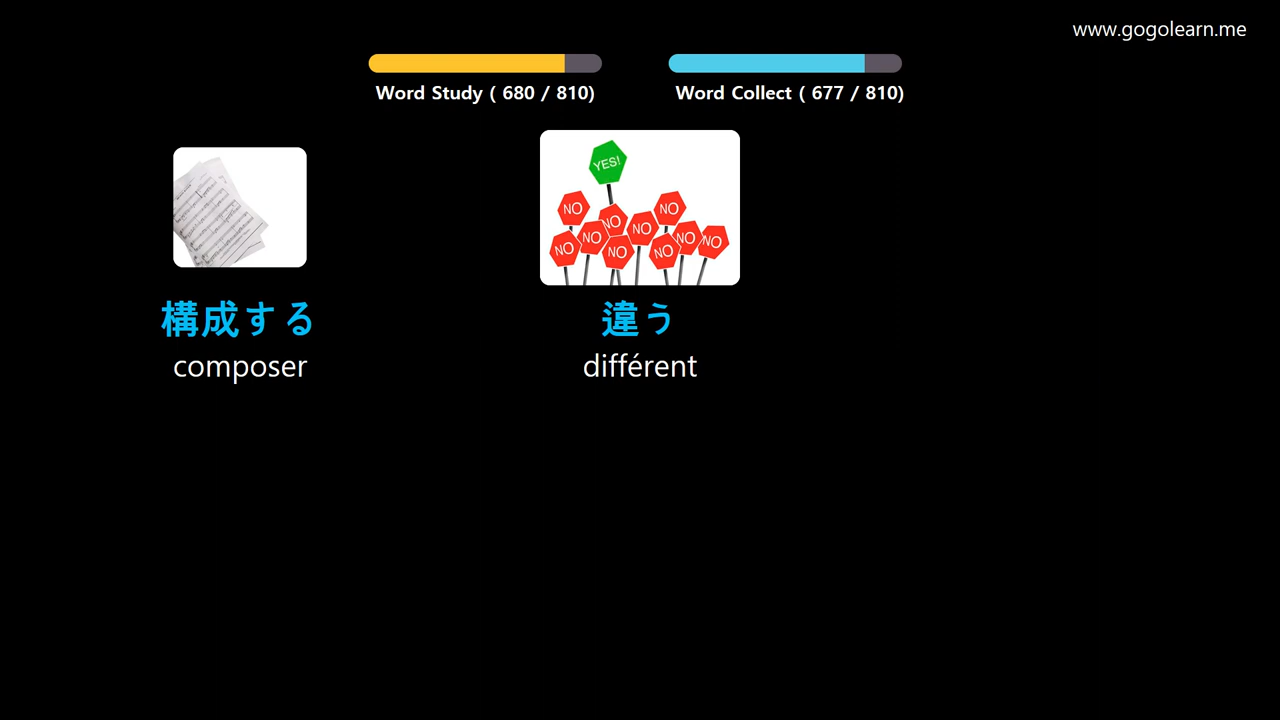 www.gogolearn.me
Word Study ( 680 / 810)
Word Collect ( 677 / 810)
YES!
NO
NO
NO
NO
NO
NO
NO
NO
NO
NO
構成する
違う
composer
différent